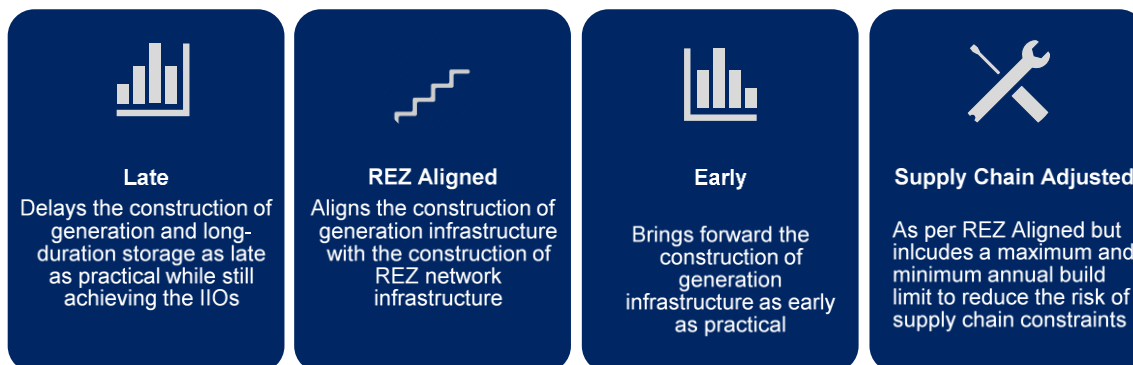 Late
Delays the construction of
generation and long-
duration storage as late
as practical while still
achieving the IIOs
REZ Aligned
Aligns the construction of
generation infrastructure
with the construction of
REZ network
infrastructure
Early
Brings forward the
construction of
generation
infrastructure as early
as practical
Supply Chain Adjusted
As per REZ Aligned but
inlcudes a maximum and
minimum annual build
limit to reduce the risk of
supply chain constraints